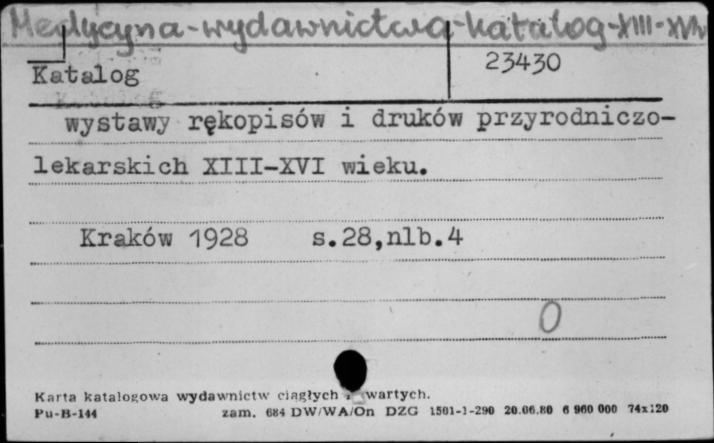 Medycyna-wydawnictwa-katalog-XIII-XVIw
Katalog 23430
wystawy rękopisów i druków przyrodniczo-
lekarskich XIII-XVI wieku.
Kraków 1928 s.28,nlb.4
0
Karta katalogowa wydawnictw ciągłych wartych.
Pu-B-144 zam. 684 DW/WA/On DZG 1501-1-290 20.06.80 6 960 000 74x120